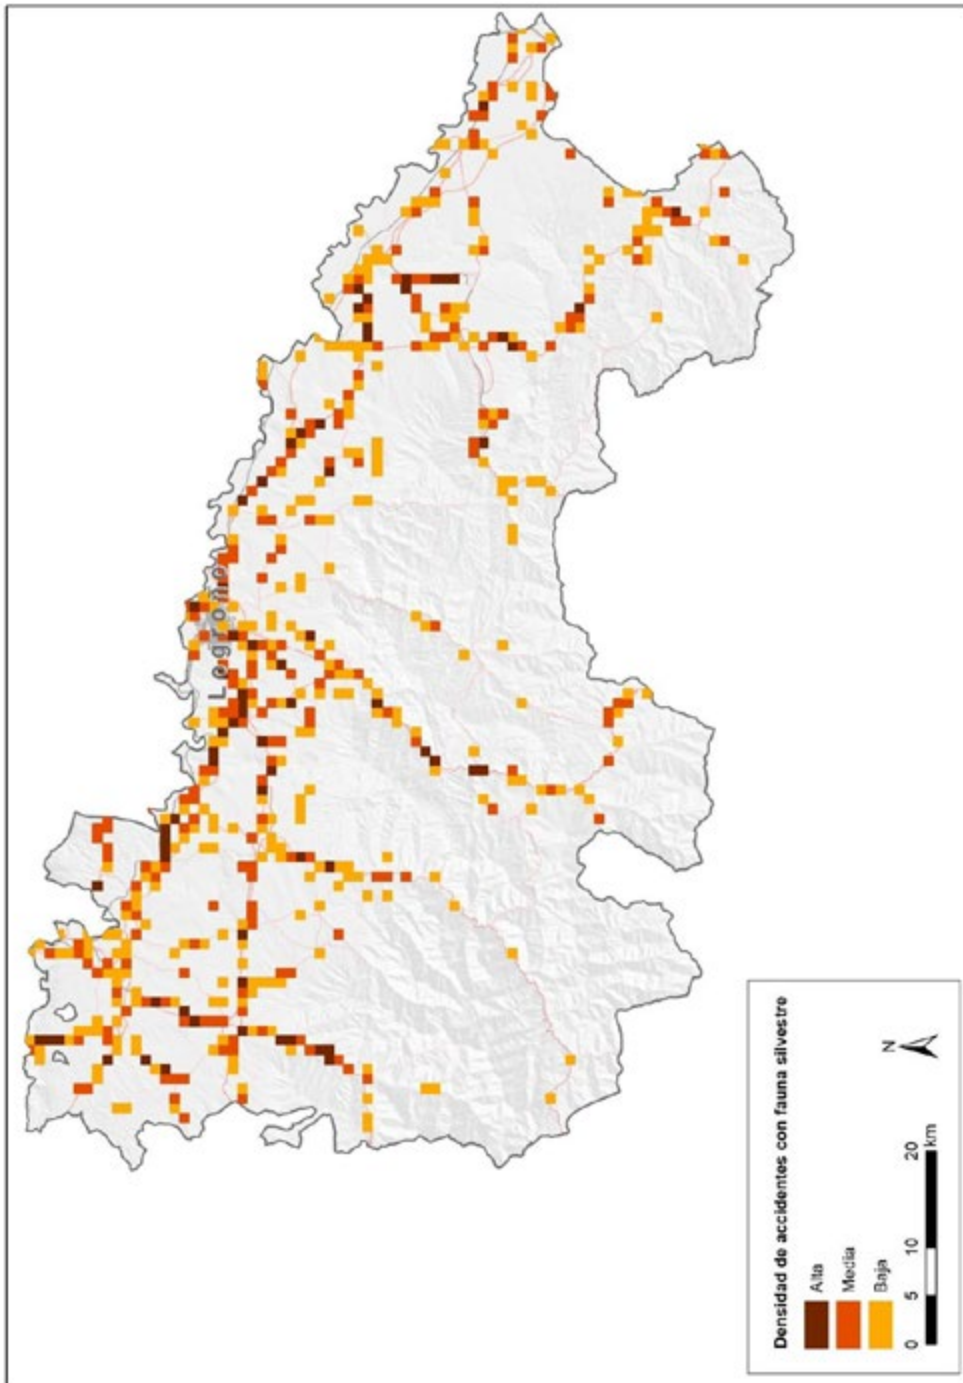 Logroño
Densidad de accidentes con fauna silvestre
Alta
Media
Baja
N
0 5 10 20
km